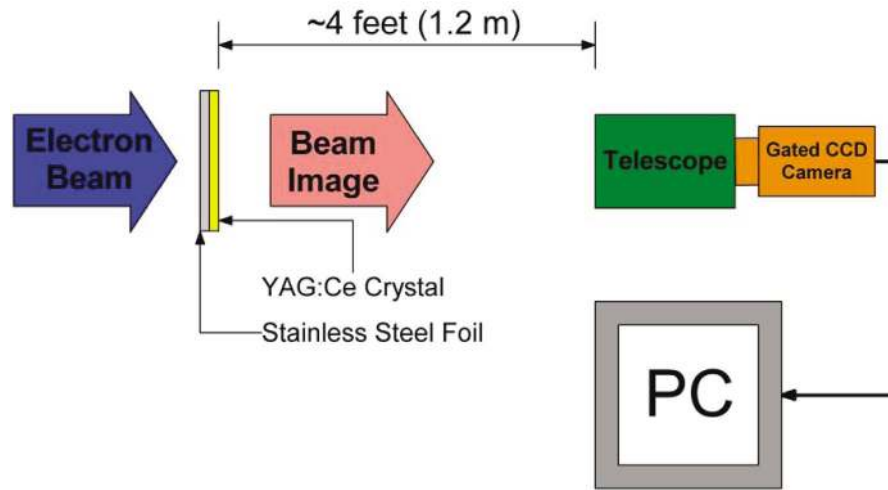 ~4 feet (1.2 m)
Electron
Beam
Beam
Image
Telescope
Gated CCD
Camera
YAG:Ce Crystal
Stainless Steel Foil
PC